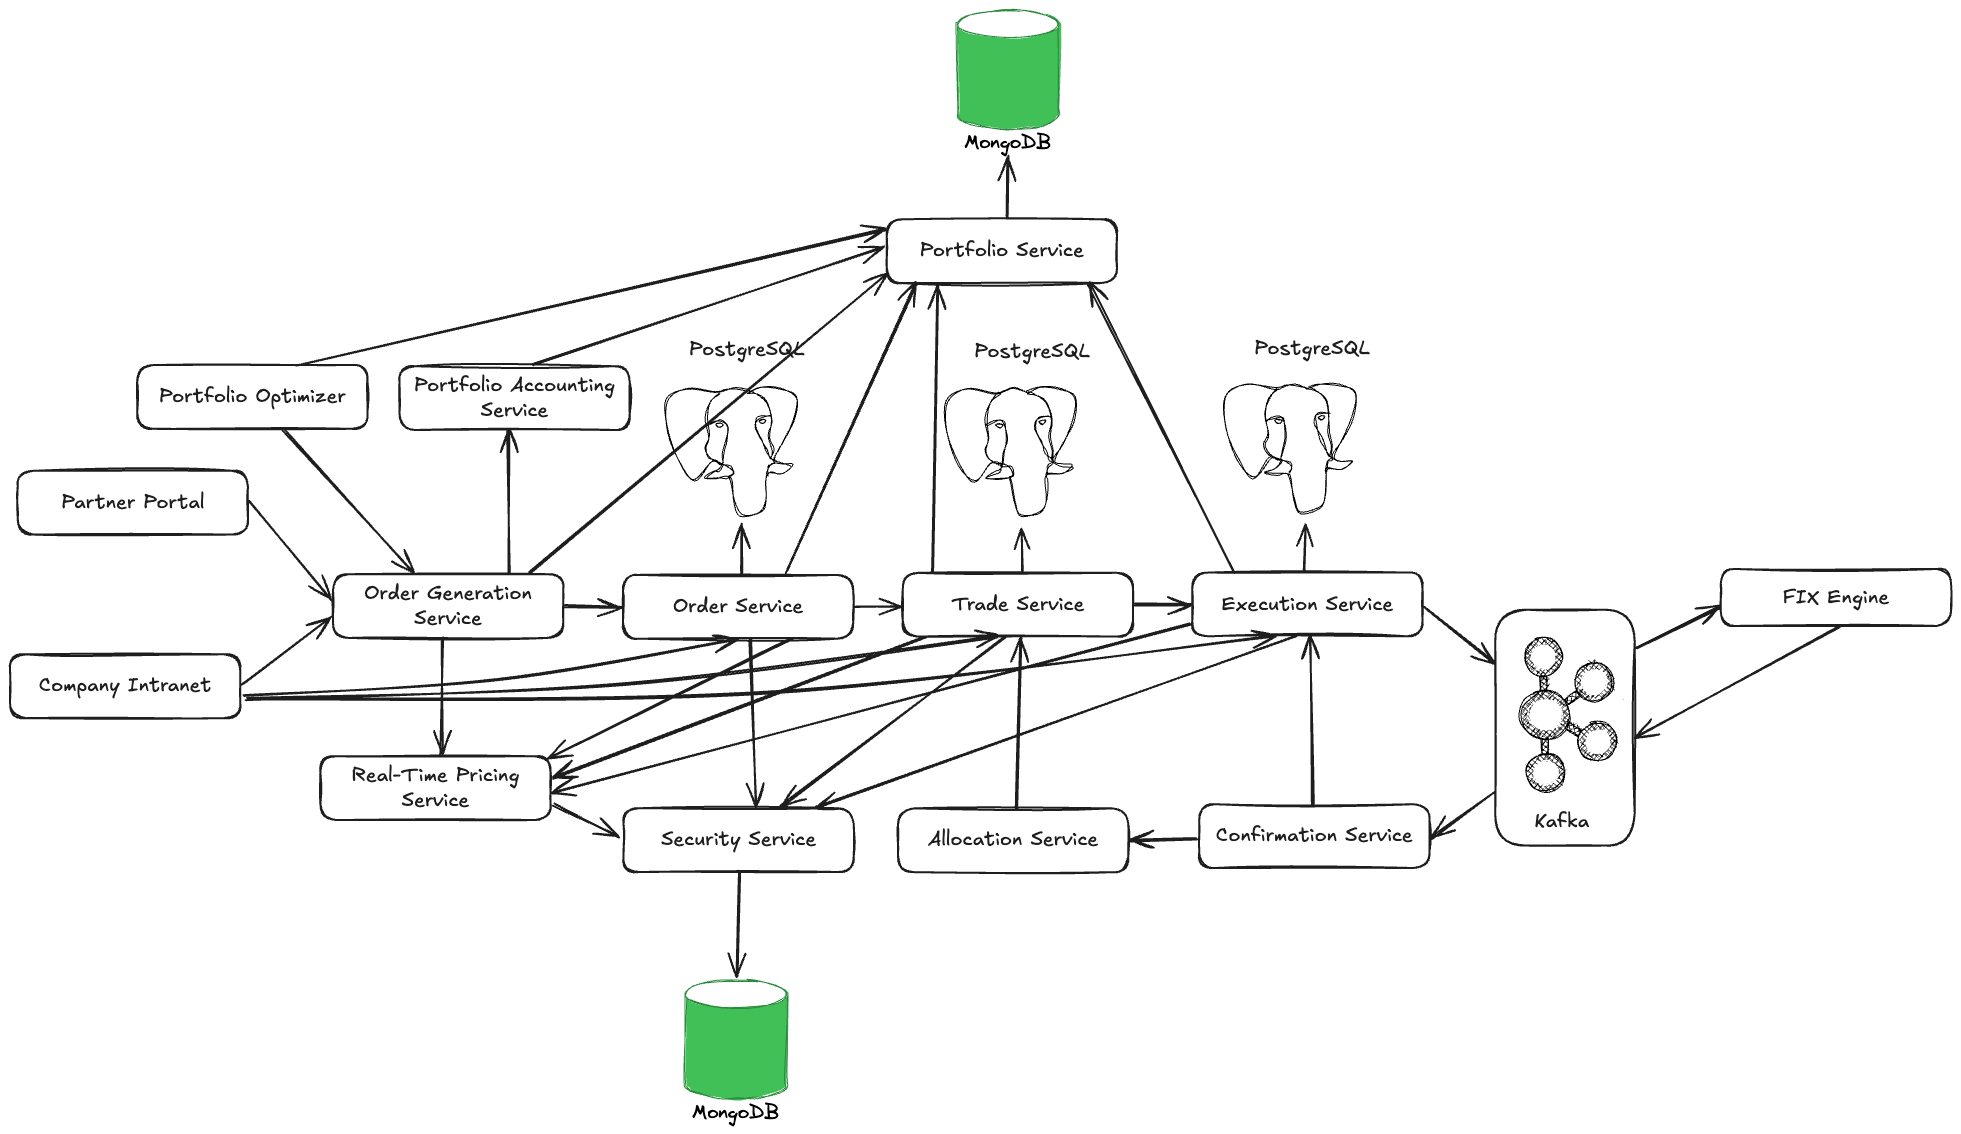 MongoDB
Portfolio Service
PostgreSQL
PostgreSQL
PostgreSQL
Portfolio Optimizer
Portfolio Accounting
Service
Partner Portal
Order Generation
Service
Order Service
Trade Service
Execution Service
FIX Engine
Company Intranet
Real-Time Pricing
Service
Security Service
Allocation Service
Confirmation Service
Kafka
MongoDB